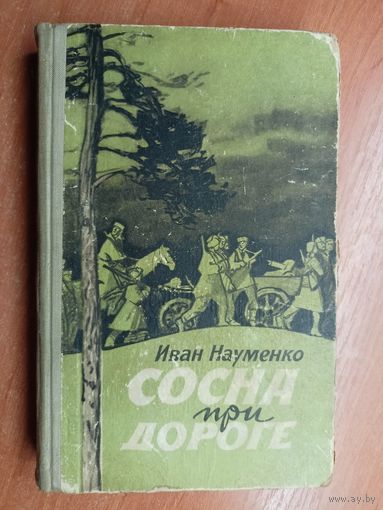 Иван Науменко
СОСНА
при
ДОРОГЕ
www.ay.by